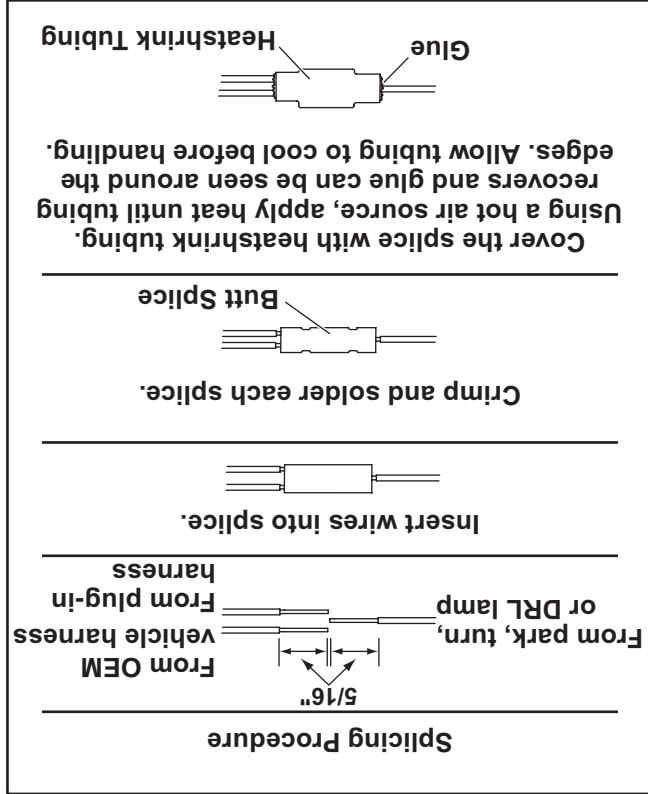 Splicing Procedure
5/16"
From park, turn,
or DRL lamp
From OEM
vehicle harness
From plug-in
harness
Insert wires into splice.
Crimp and solder each splice.
Butt Splice
Cover the splice with heatshrink tubing.
Using a hot air source, apply heat until tubing
recovers and glue can be seen around the
edges. Allow tubing to cool before handling.
Glue
Heatshrink Tubing